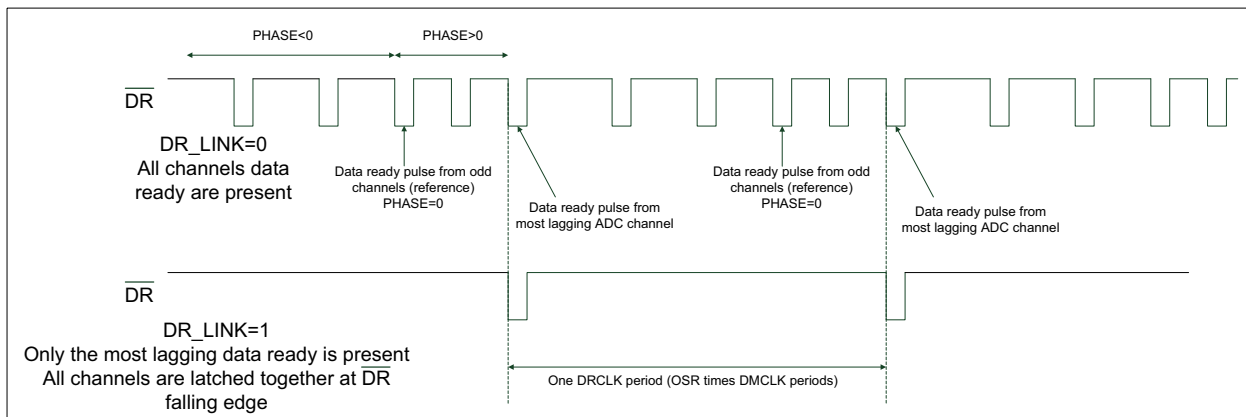 PHASE<0
PHASE>0
DR
DR_LINK=0
All channels data
ready are present
Data ready pulse from odd
channels (reference)
PHASE=0
Data ready pulse from
most lagging ADC channel
Data ready pulse from odd
channels (reference)
PHASE=0
Data ready pulse from
most lagging ADC channel
DR
DR_LINK=1
Only the most lagging data ready is present
All channels are latched together at DR
falling edge
One DRCLK period (OSR times DMCLK periods)